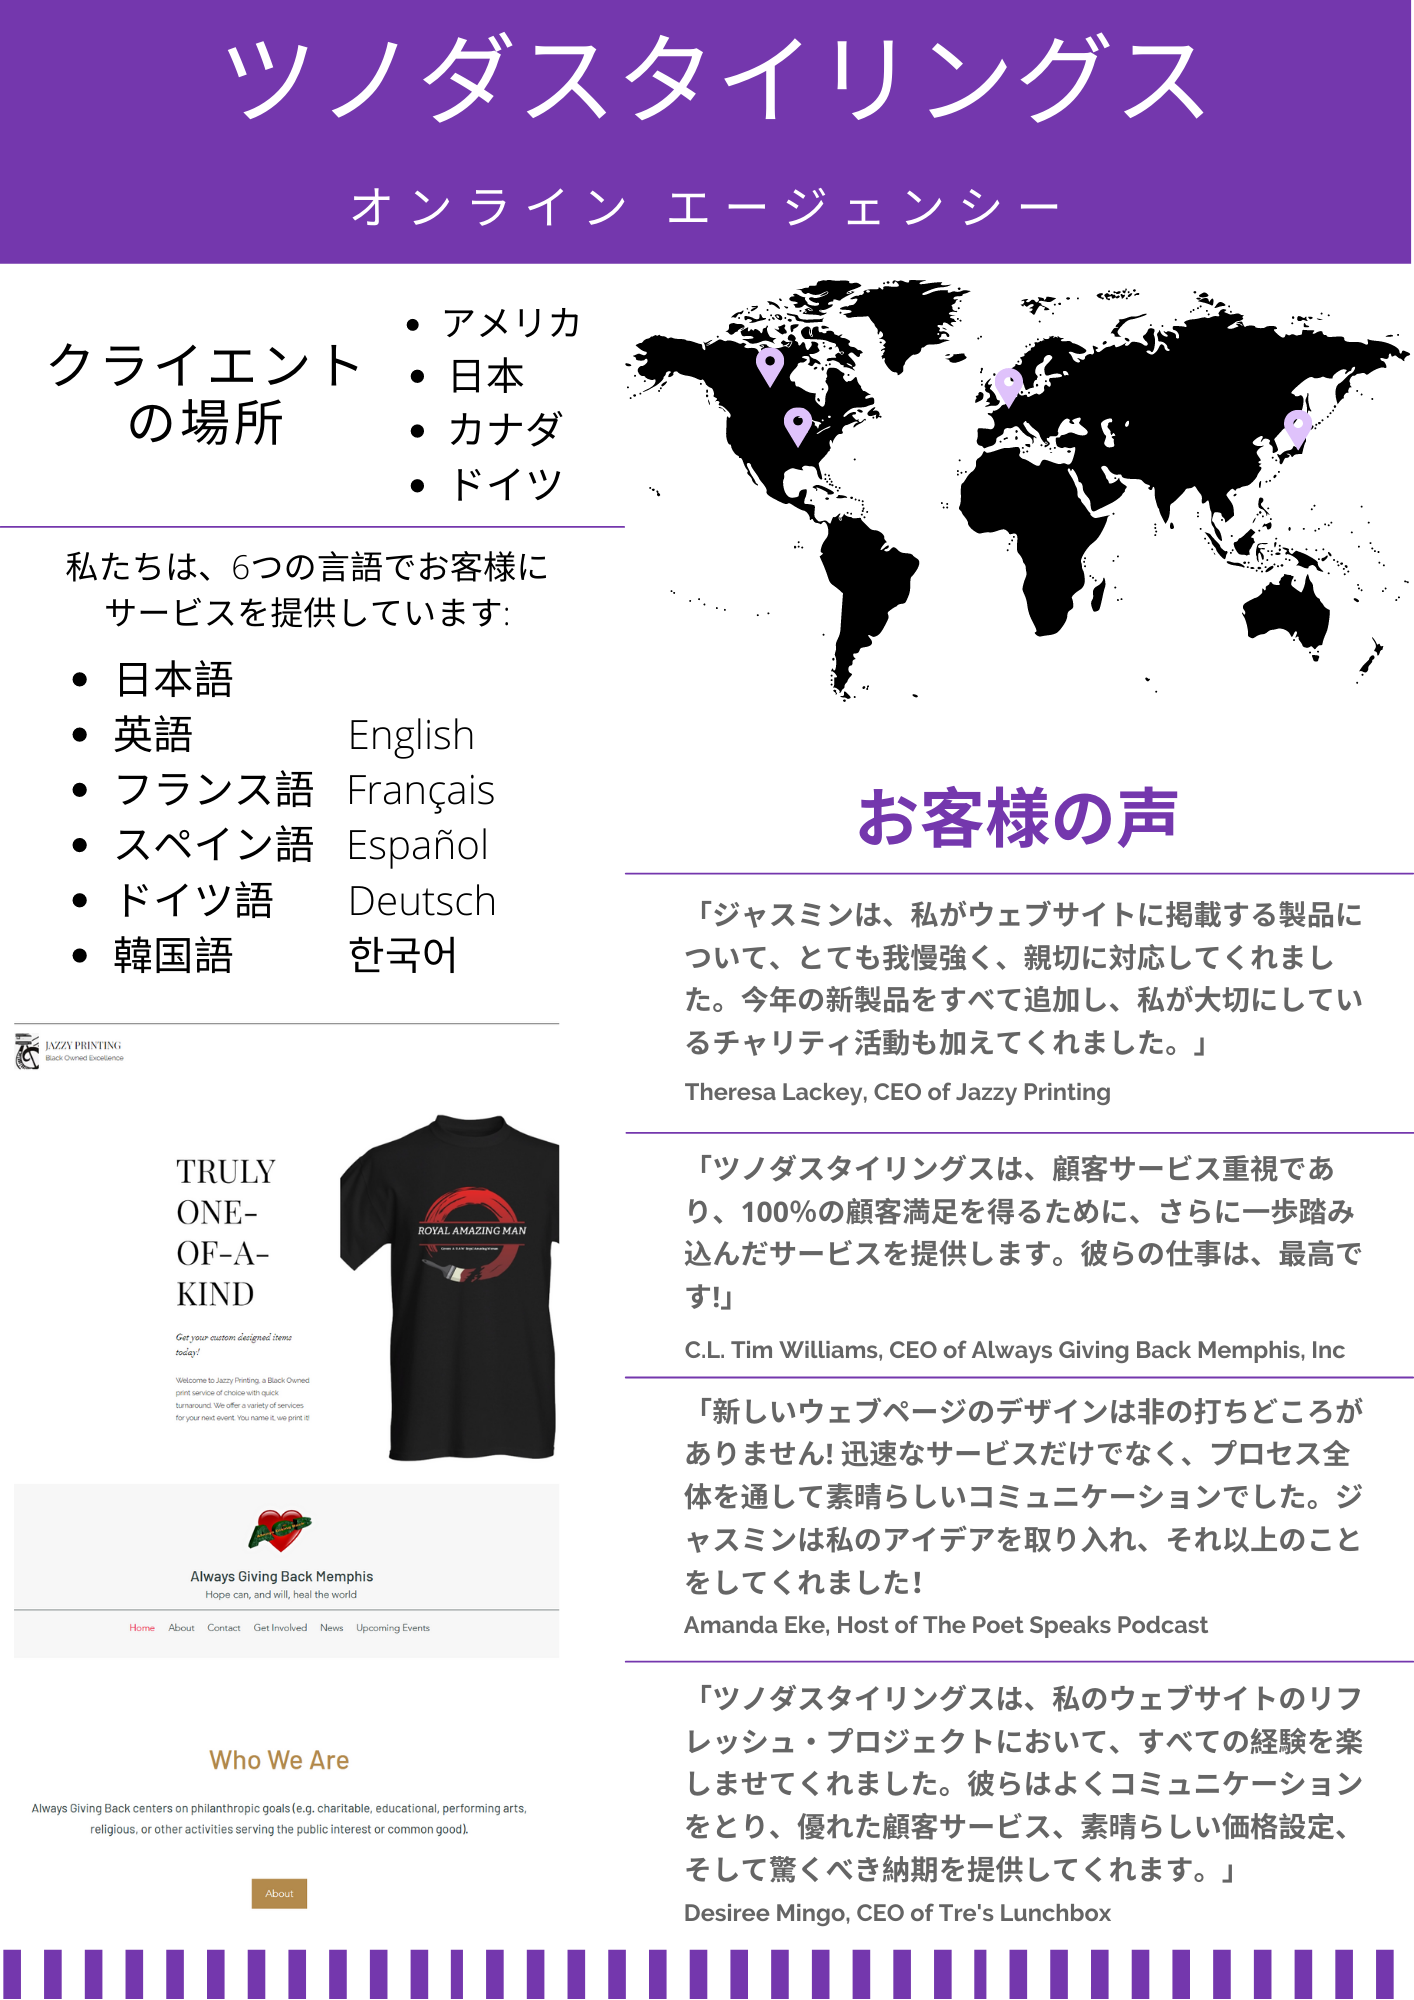 ツノダスタイリングス
オンライン エージェンシー
クライエント
の場所
アメリカ
日本
カナダ
ドイツ
私たちは、6つの言語でお客様に
サービスを提供しています:
日本語
英語 English
フランス語 Français
スペイン語 Español
ドイツ語 Deutsch
韓国語 한국어
JAZZY PRINTING
Black Owned Excellence
TRULY
ONE-
OF-A-
KIND
Get your custom designed items
today!
Welcome to Jazzy Printing, a Black Owned
print service of choice with quick
turnaround. We offer a variety of services
for your next event. You name it, we print it!
ROYAL AMAZING MAN
Always Giving Back Memphis
Hope can, and will, heal the world
Home About Contact Get Involved News Upcoming Events
Who We Are
Always Giving Back centers on philanthropic goals (e.g. charitable, educational, performing arts,
religious, or other activities serving the public interest or common good).
About
お客様の声
「ジャスミンは、私がウェブサイトに掲載する製品に
ついて、とても我慢強く、親切に対応してくれまし
た。今年の新製品をすべて追加し、私が大切にしてい
るチャリティ活動も加えてくれました。」
Theresa Lackey, CEO of Jazzy Printing
「ツノダスタイリングスは、顧客サービス重視であ
り、100％の顧客満足を得るために、さらに一歩踏み
込んだサービスを提供します。彼らの仕事は、最高で
す!」
C.L. Tim Williams, CEO of Always Giving Back Memphis, Inc
「新しいウェブページのデザインは非の打ちどころが
ありません! 迅速なサービスだけでなく、プロセス全
体を通して素晴らしいコミュニケーションでした。ジ
ャスミンは私のアイデアを取り入れ、それ以上のこと
をしてくれました!
Amanda Eke, Host of The Poet Speaks Podcast
「ツノダスタイリングスは、私のウェブサイトのリフ
レッシュ・プロジェクトにおいて、すべての経験を楽
しませてくれました。彼らはよくコミュニケーション
をとり、優れた顧客サービス、素晴らしい価格設定、
そして驚くべき納期を提供してくれます。」
Desiree Mingo, CEO of Tre's Lunchbox